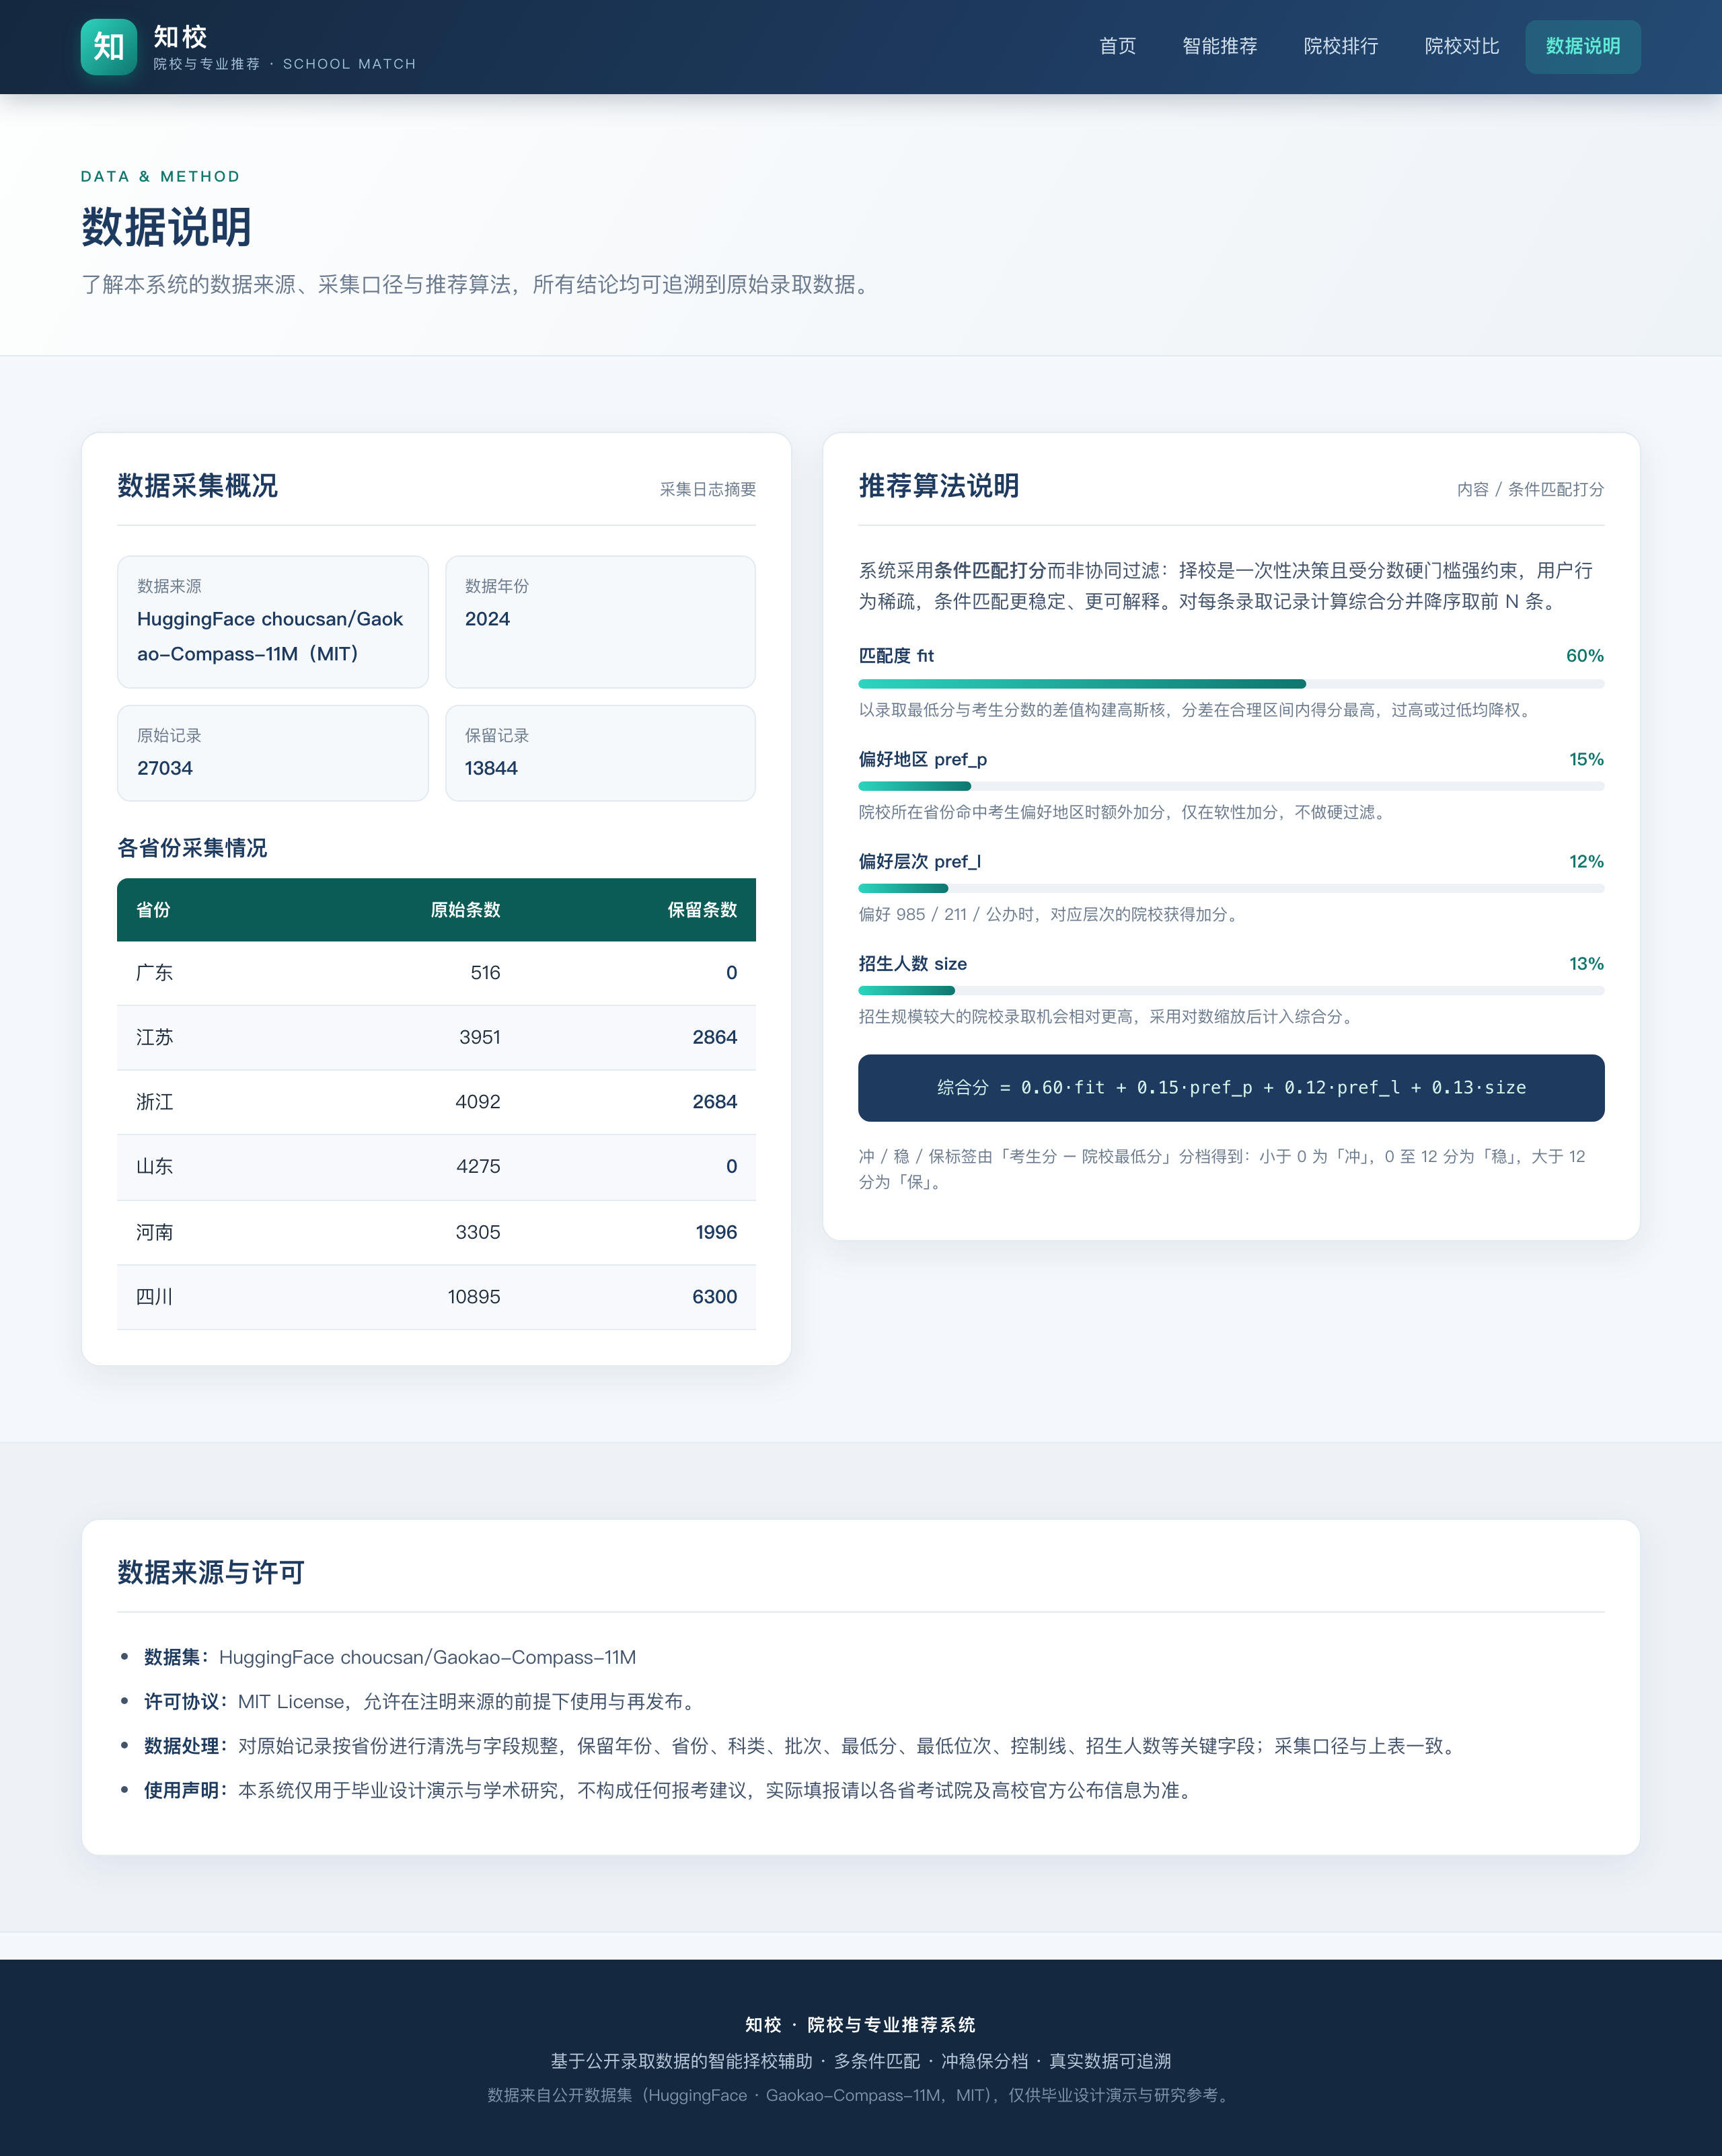 知
知校
院校与专业推荐 · SCHOOL MATCH
首页
智能推荐
院校排行
院校对比
数据说明
DATA & METHOD
数据说明
了解本系统的数据来源、采集口径与推荐算法，所有结论均可追溯到原始录取数据。
数据采集概况
采集日志摘要
数据来源
HuggingFace choucsan/Gaok
ao-Compass-11M（MIT）
数据年份
2024
原始记录
27034
保留记录
13844
各省份采集情况
省份 原始条数 保留条数
广东 516 0
江苏 3951 2864
浙江 4092 2684
山东 4275 0
河南 3305 1996
四川 10895 6300
推荐算法说明
内容 / 条件匹配打分
系统采用条件匹配打分而非协同过滤：择校是一次性决策且受分数硬门槛强约束，用户行
为稀疏，条件匹配更稳定、更可解释。对每条录取记录计算综合分并降序取前 N 条。
匹配度 fit 60%
以录取最低分与考生分数的差值构建高斯核，分差在合理区间内得分最高，过高或过低均降权。
偏好地区 pref_p 15%
院校所在省份命中考生偏好地区时额外加分，仅在软性加分，不做硬过滤。
偏好层次 pref_l 12%
偏好 985 / 211 / 公办时，对应层次的院校获得加分。
招生人数 size 13%
招生规模较大的院校录取机会相对更高，采用对数缩放后计入综合分。
综合分 = 0.60·fit + 0.15·pref_p + 0.12·pref_l + 0.13·size
冲 / 稳 / 保标签由「考生分 − 院校最低分」分档得到：小于 0 为「冲」，0 至 12 分为「稳」，大于 12
分为「保」。
数据来源与许可
• 数据集：HuggingFace choucsan/Gaokao-Compass-11M
• 许可协议：MIT License，允许在注明来源的前提下使用与再发布。
• 数据处理：对原始记录按省份进行清洗与字段规整，保留年份、省份、科类、批次、最低分、最低位次、控制线、招生人数等关键字段；采集口径与上表一致。
• 使用声明：本系统仅用于毕业设计演示与学术研究，不构成任何报考建议，实际填报请以各省考试院及高校官方公布信息为准。
知校 · 院校与专业推荐系统
基于公开录取数据的智能择校辅助 · 多条件匹配 · 冲稳保分档 · 真实数据可追溯
数据来自公开数据集（HuggingFace · Gaokao-Compass-11M，MIT），仅供毕业设计演示与研究参考。